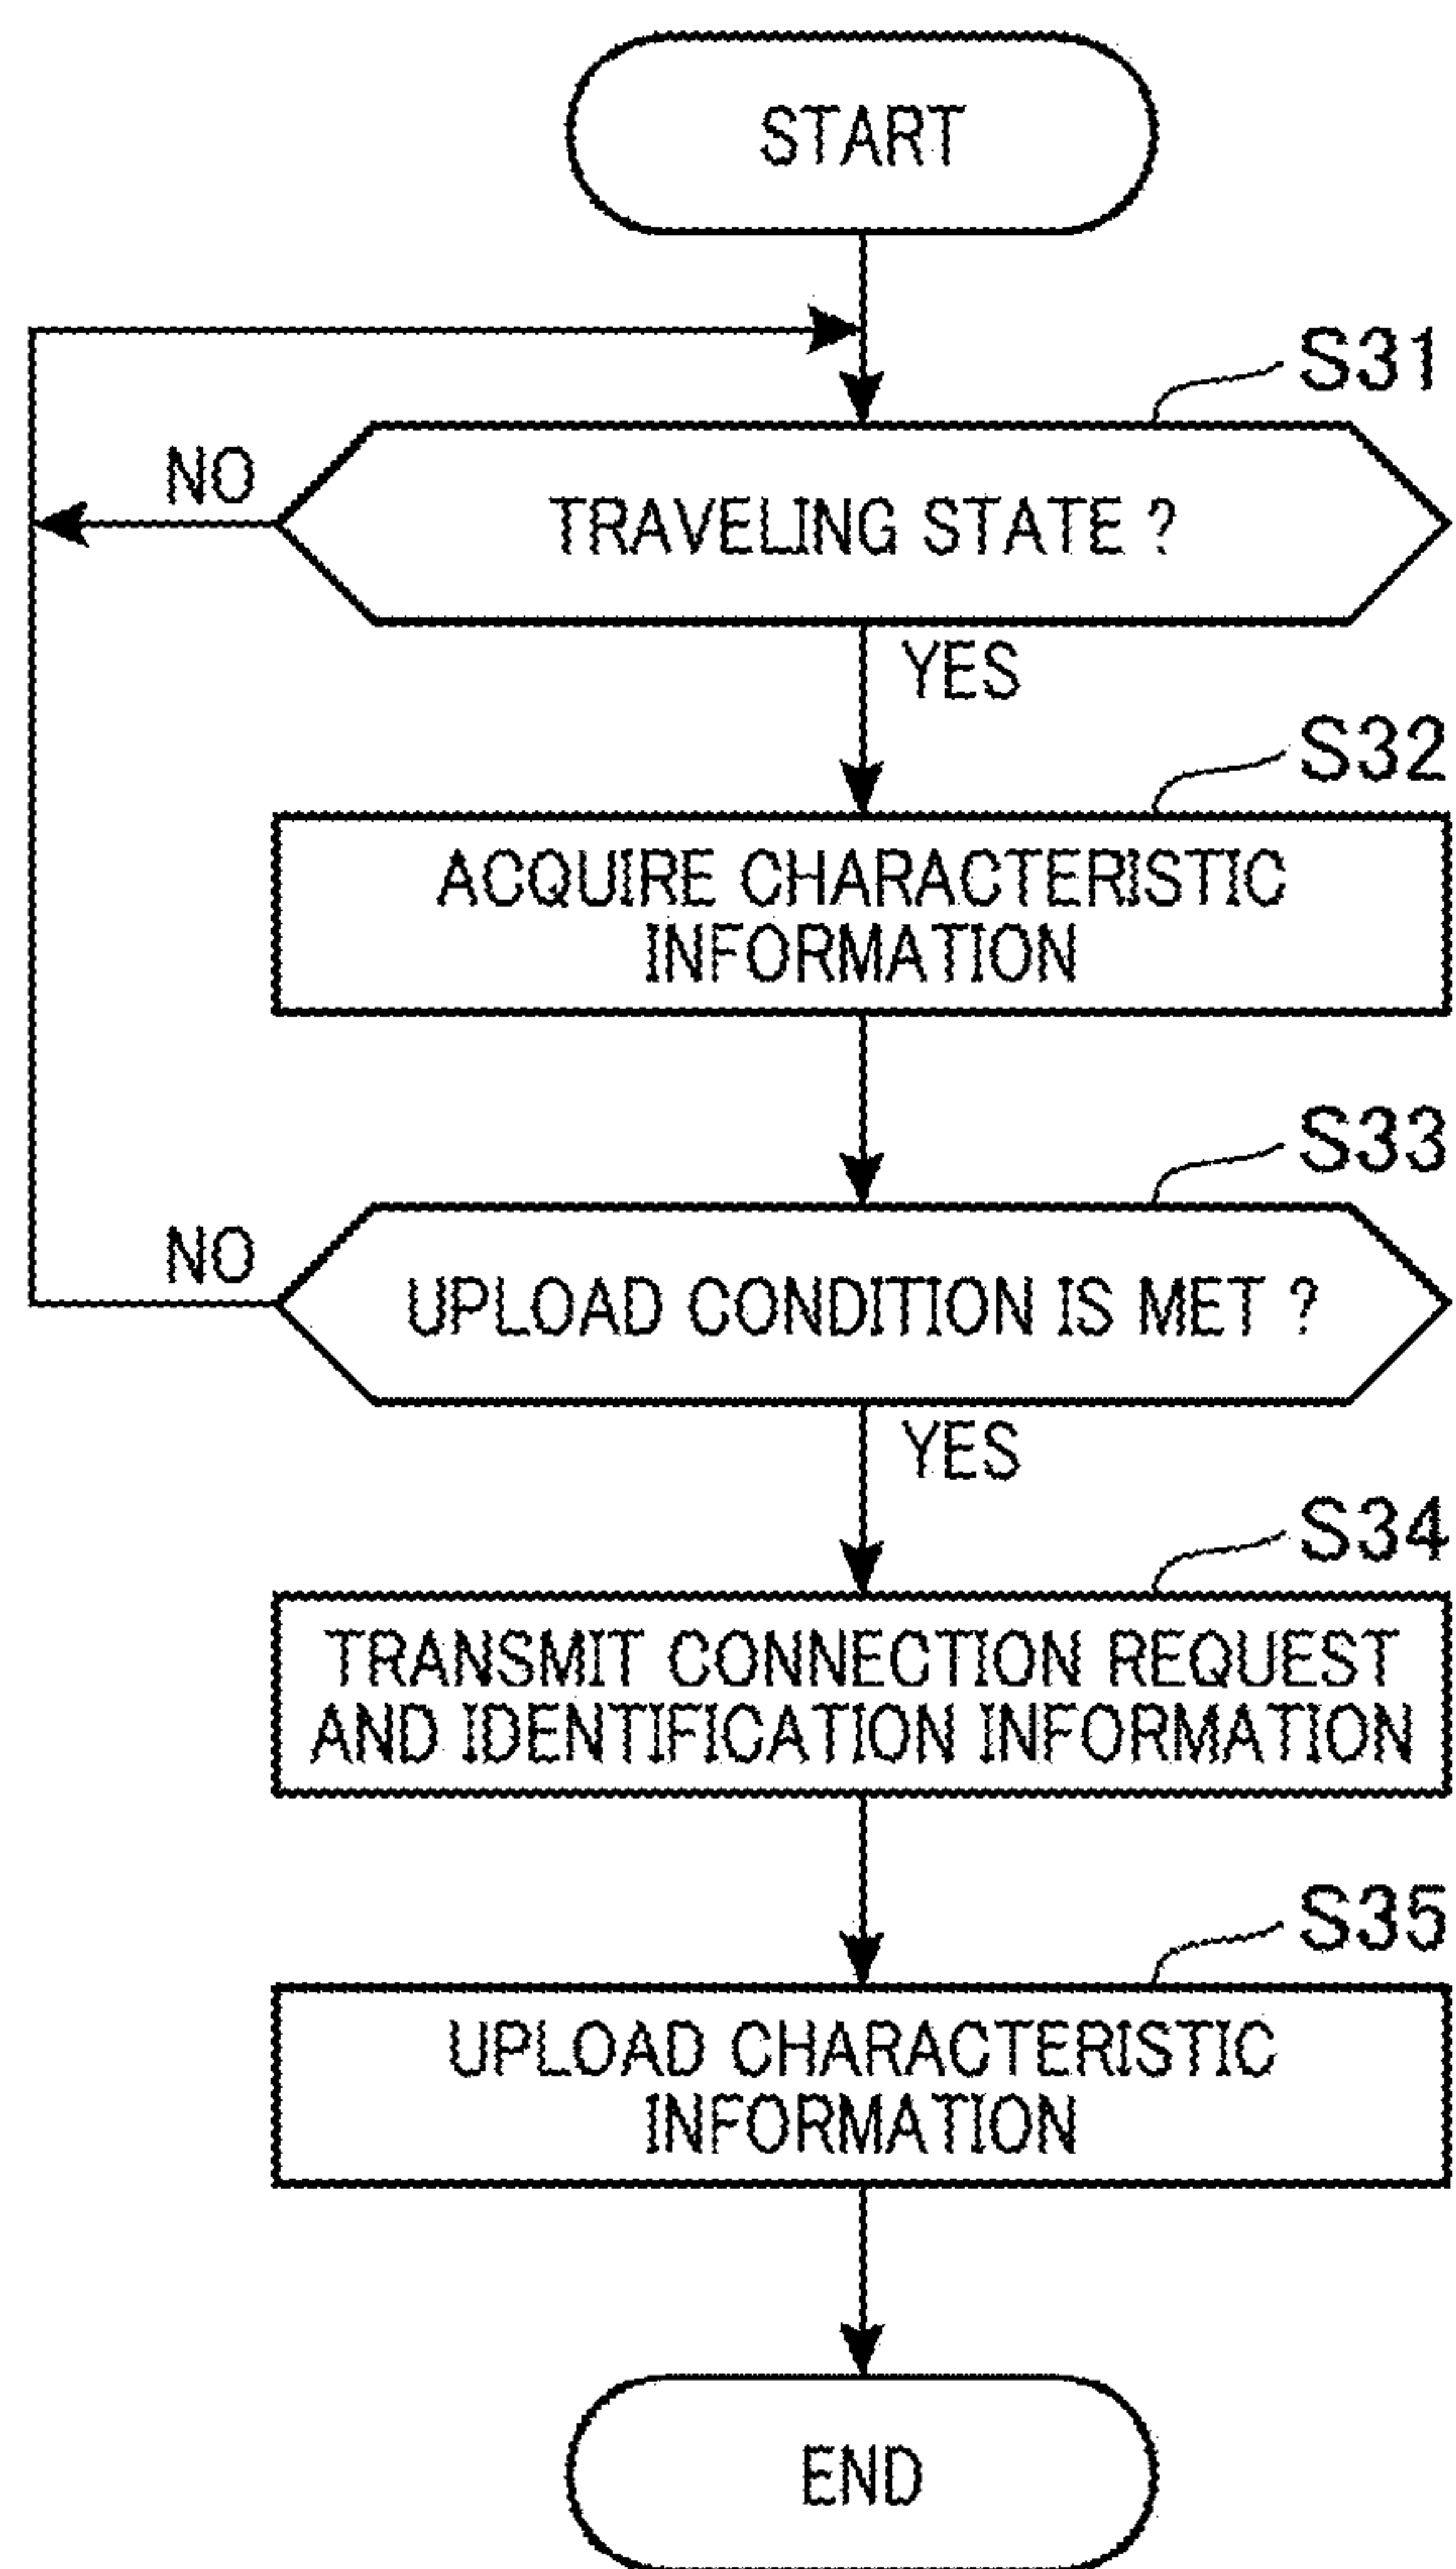 START
S31
NO
TRAVELING STATE ?
YES
S32
ACQUIRE CHARACTERISTIC
INFORMATION
S33
NO
UPLOAD CONDITION IS MET ?
YES
S34
TRANSMIT CONNECTION REQUEST
AND IDENTIFICATION INFORMATION
S35
UPLOAD CHARACTERISTIC
INFORMATION
END